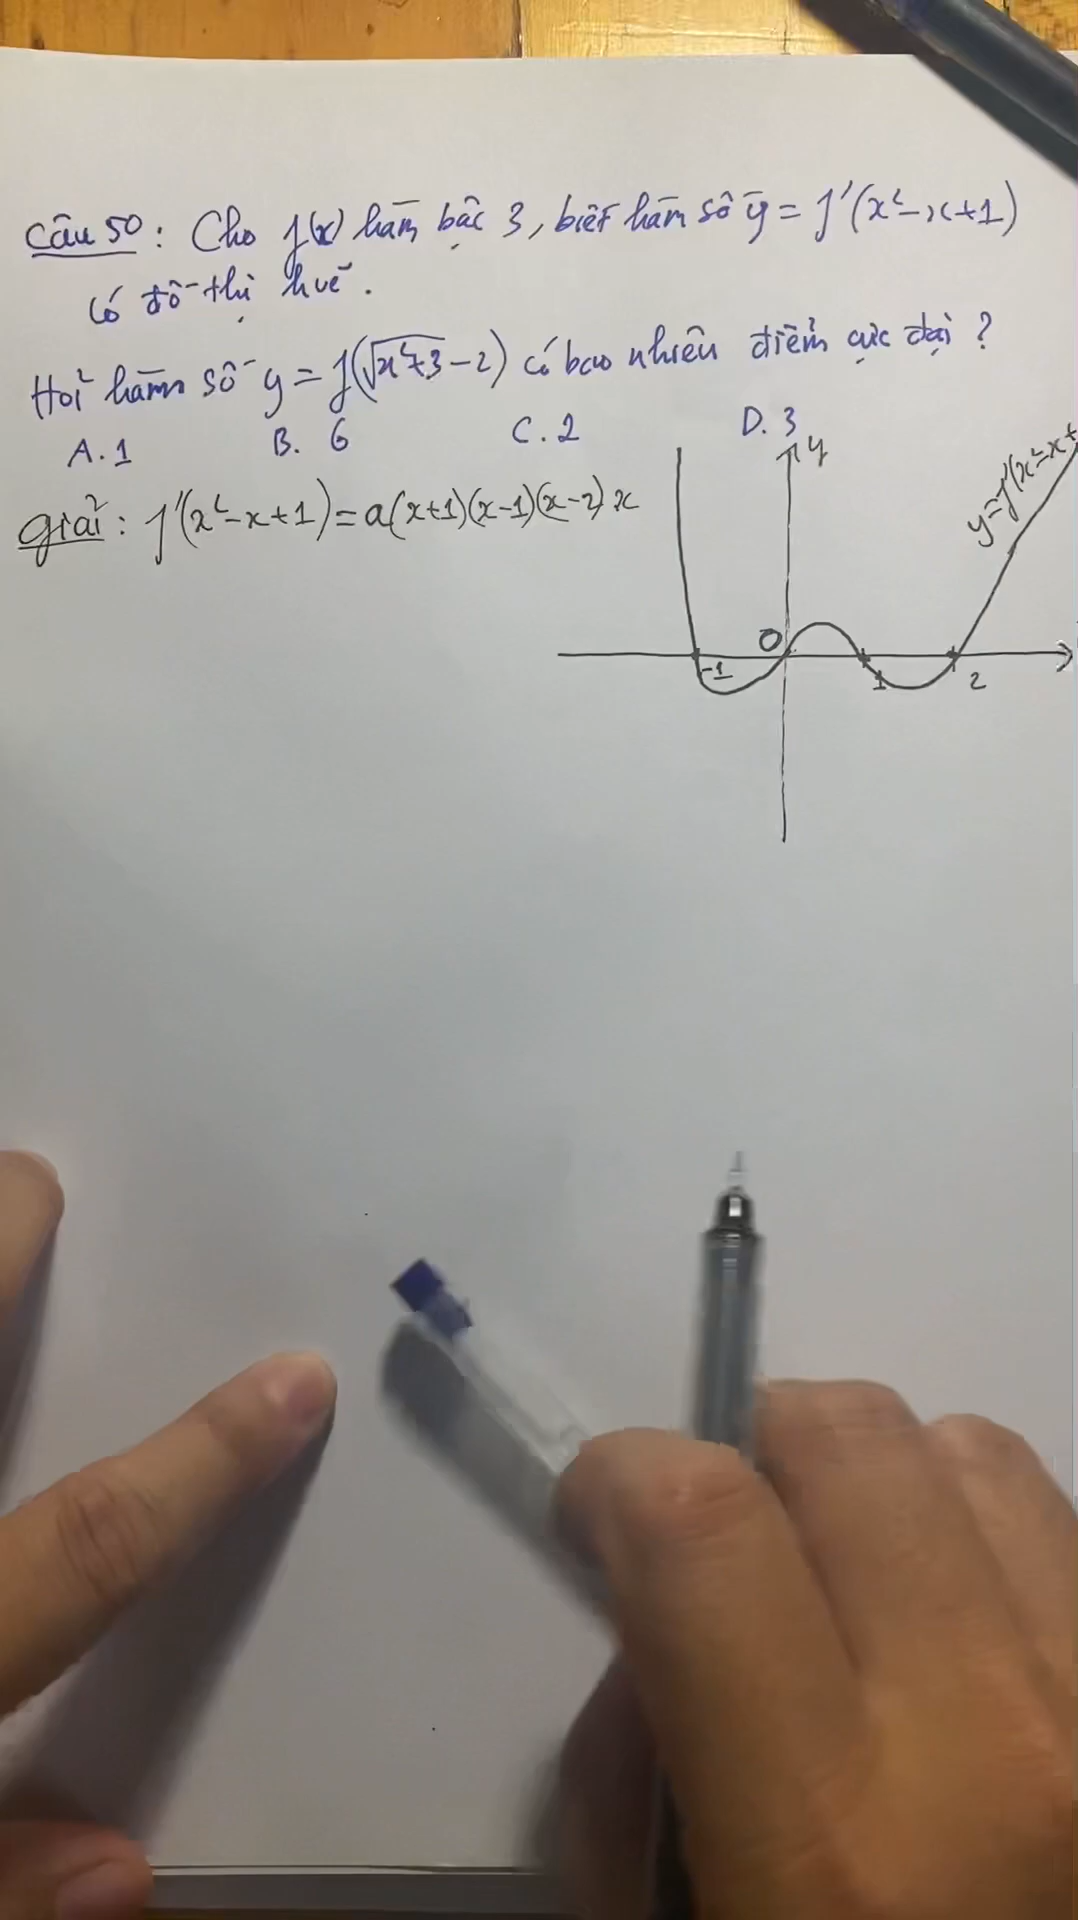 Câu 50: Cho f(x) hàm bậc 3, biết hàm số y = f'(x²-x+1)
Có đồ thị hvẽ.
Hỏi hàm số y = f(√x²+3 -2) có bao nhiêu điểm cực đại?
A. 1 B. 6 C. 2 D. 3
giải: f'(x²-x+1) = a(x+1)(x-1)(x-2)x
y
y=f'(x²-x+
O
-1 1 2